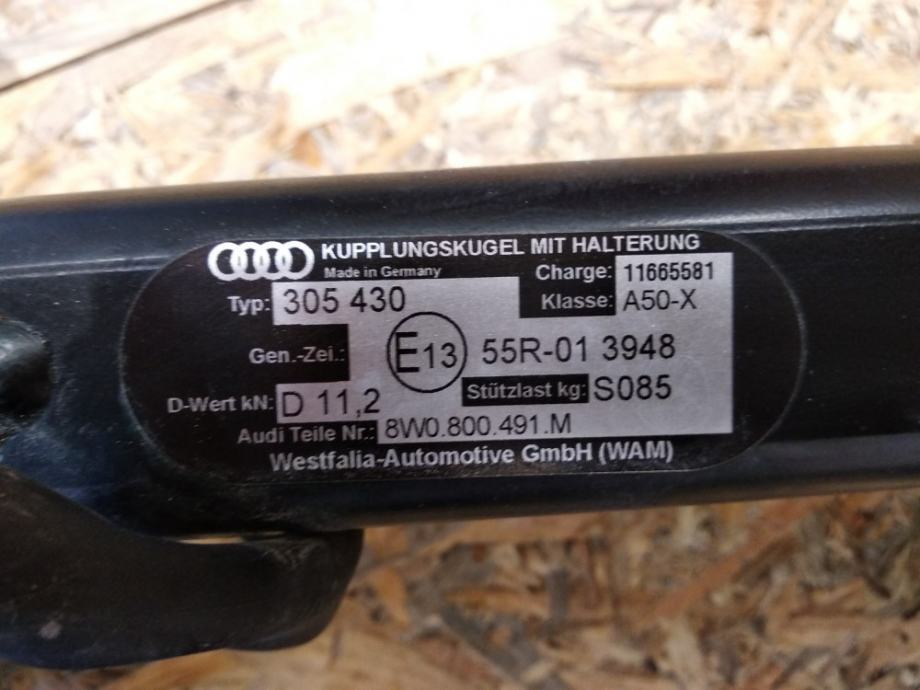 KUPPLUNGSKUGEL MIT HALTERUNG
Made in Germany Charge: 11665581
Typ: 305 430 Klasse: A50-X
Gen.-Zei.: E13 55R-01 3948
D-Wert kN: D 11,2 Stützlast kg: S085
Audi Teile Nr.: 8W0.800.491.M
Westfalia-Automotive GmbH (WAM)